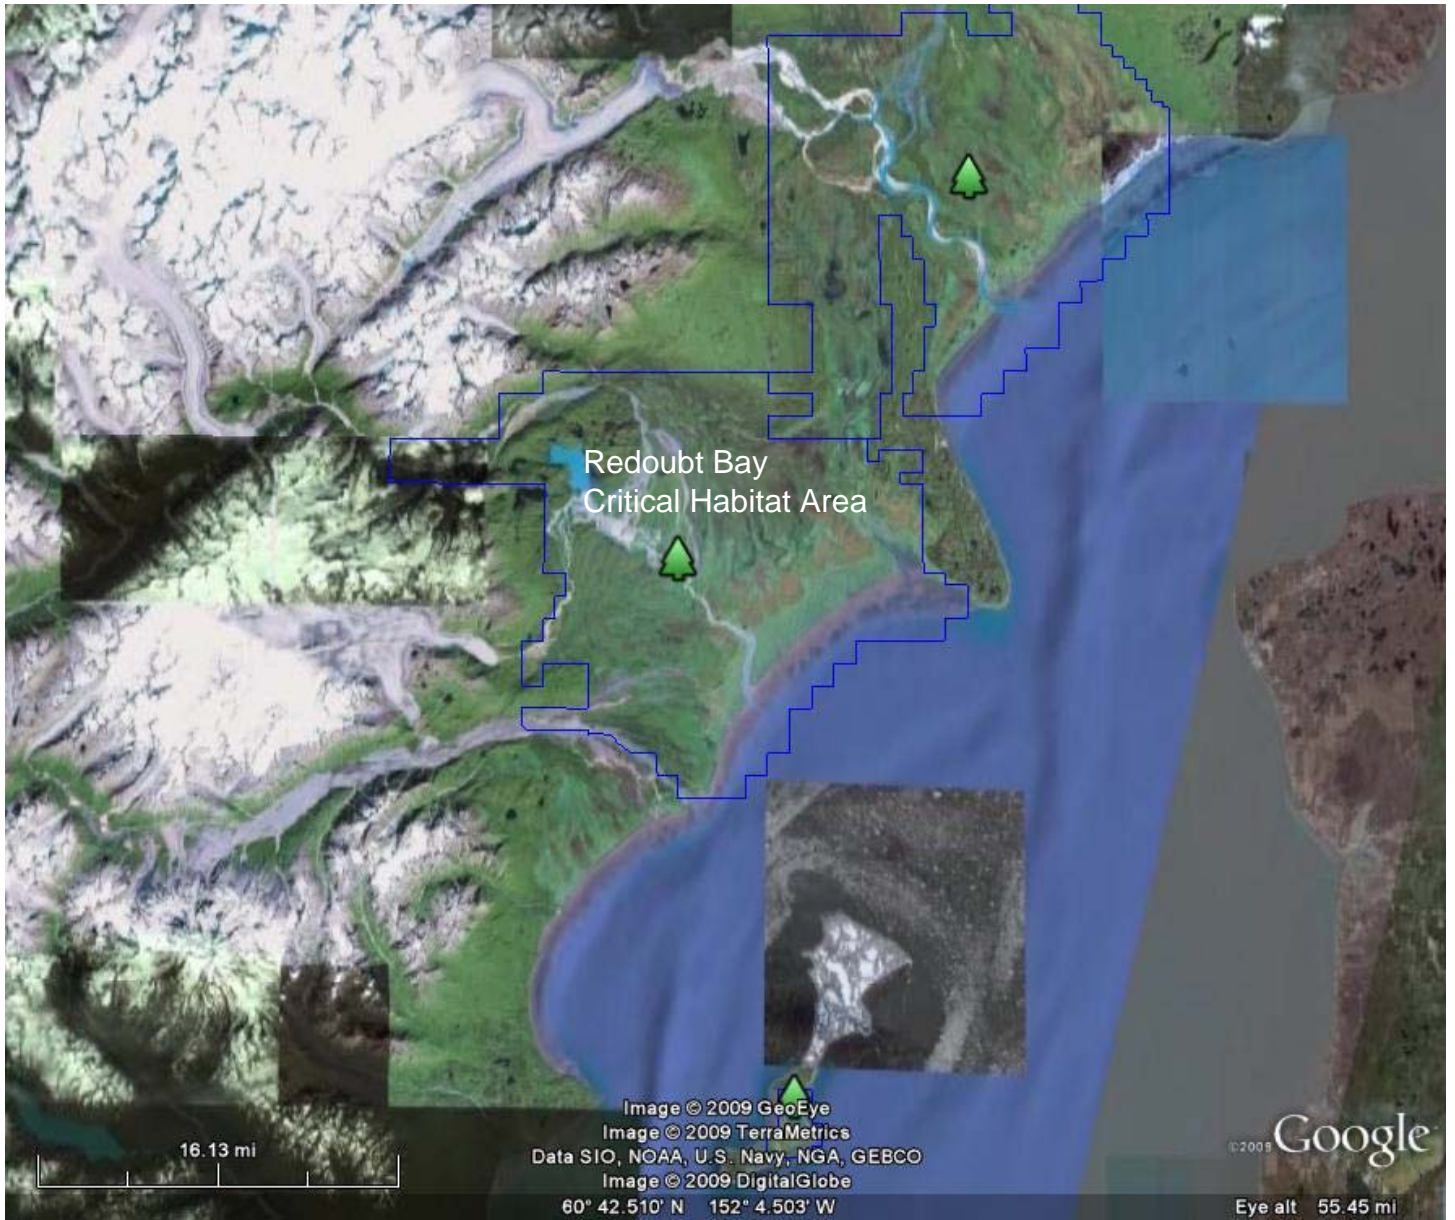 Redoubt Bay
Critical Habitat Area
Image © 2009 GeoEye
Image © 2009 TerraMetrics
Data SIO, NOAA, U.S. Navy, NGA, GEBCO
Image © 2009 DigitalGlobe
16.13 mi
©2009 Google
60° 42.510' N 152° 4.503' W
Eye alt 55.45 mi